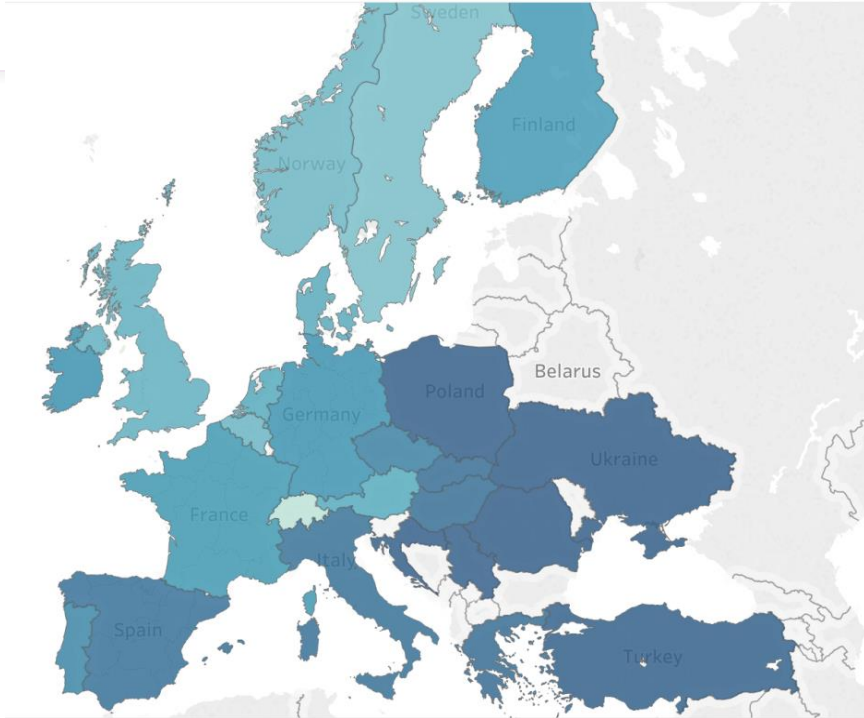 Sweden
Finland
Norway
Belarus
Poland
Germany
Ukraine
France
Italy
Spain
Turkey